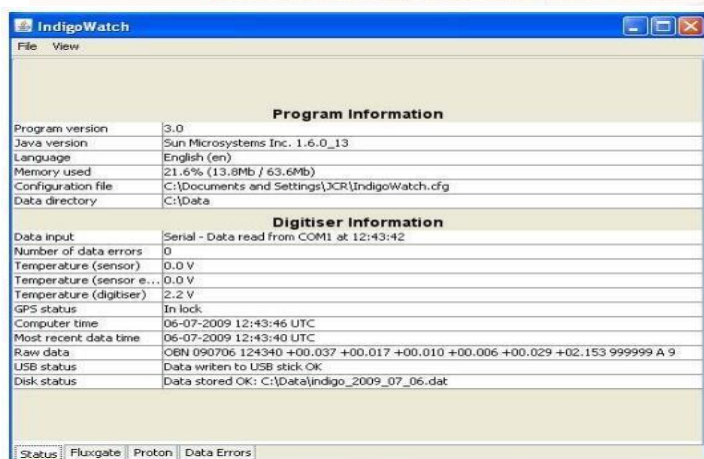 IndigoWatch
File View
Program Information
Program version 3.0
Java version Sun Microsystems Inc. 1.6.0_13
Language English (en)
Memory used 21.6% (13.8Mb / 63.6Mb)
Configuration file C:\Documents and Settings\JCR\IndigoWatch.cfg
Data directory C:\Data
Digitiser Information
Data input Serial - Data read from COM1 at 12:43:42
Number of data errors 0
Temperature (sensor) 0.0 V
Temperature (sensor e... 0.0 V
Temperature (digitiser) 2.2 V
GPS status In lock
Computer time 06-07-2009 12:43:46 UTC
Most recent data time 06-07-2009 12:43:40 UTC
Raw data OBN 090706 124340 +00.037 +00.017 +00.010 +00.006 +00.029 +02.153 999999 A 9
USB status Data writen to USB stick OK
Disk status Data stored OK: C:\Data\indigo_2009_07_06.dat
Status Fluxgate Proton Data Errors